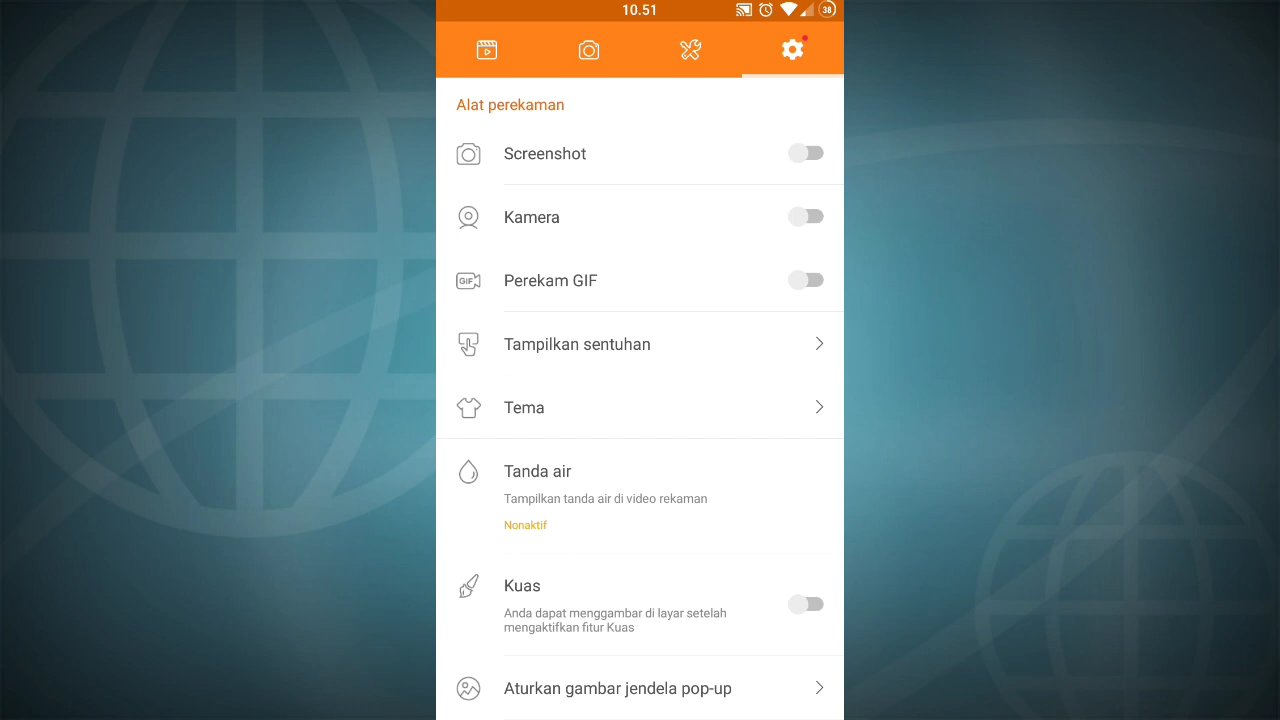 10.51
38
Alat perekaman
Screenshot
Kamera
GIF
Perekam GIF
Tampilkan sentuhan
Tema
Tanda air
Tampilkan tanda air di video rekaman
Nonaktif
Kuas
Anda dapat menggambar di layar setelah
mengaktifkan fitur Kuas
Aturkan gambar jendela pop-up